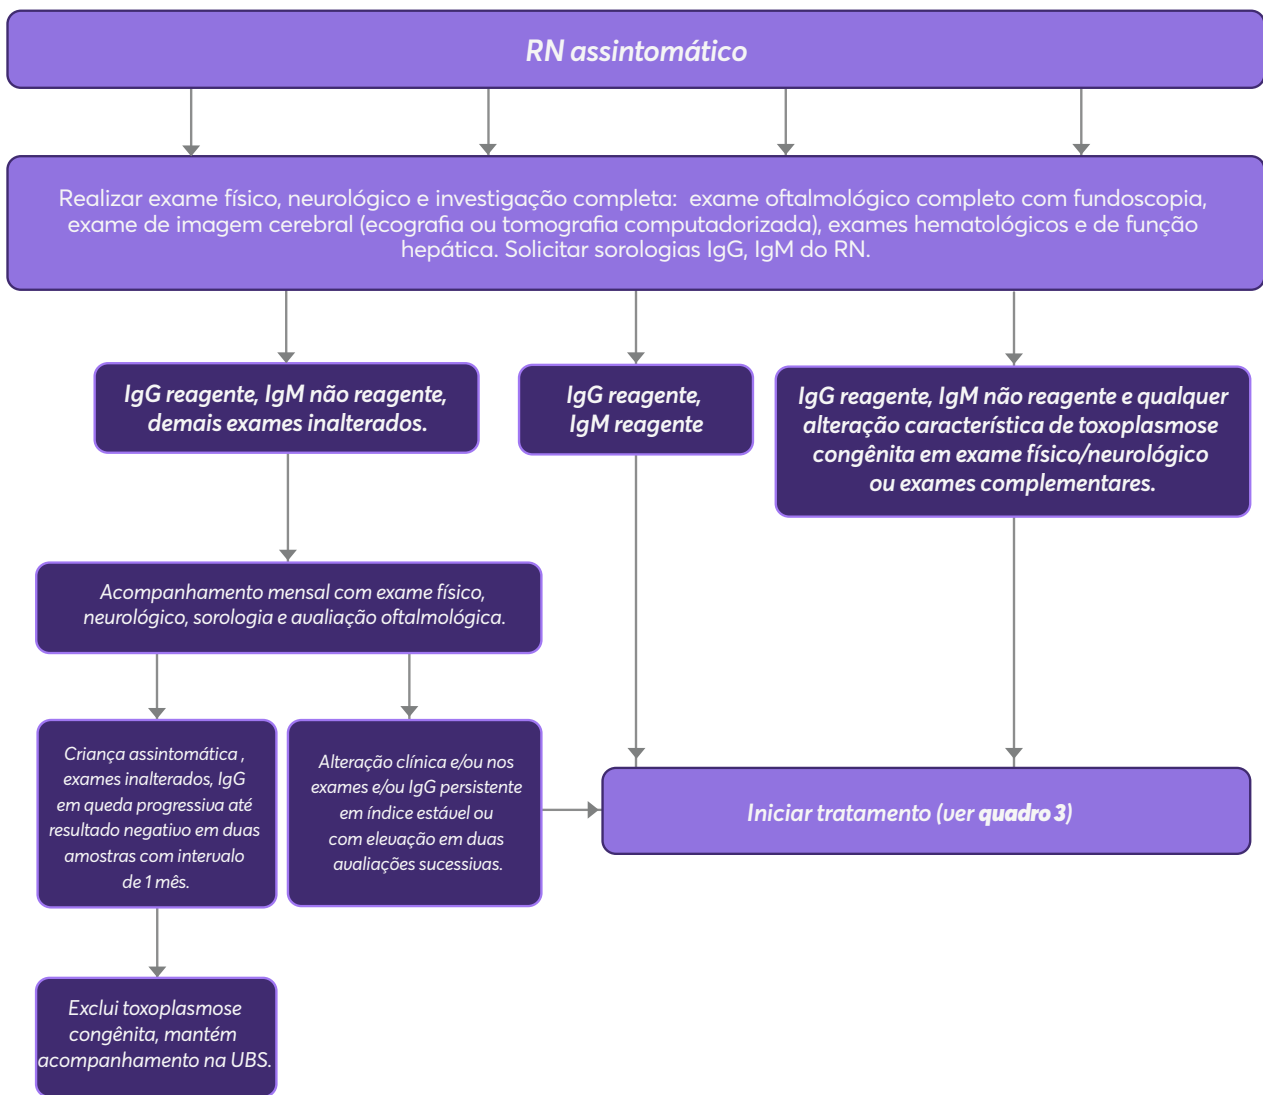 RN assintomático
Realizar exame físico, neurológico e investigação completa:  exame oftalmológico completo com fundoscopia,
exame de imagem cerebral (ecografia ou tomografia computadorizada), exames hematológicos e de função
hepática. Solicitar sorologias IgG, IgM do RN.
IgG reagente, IgM não reagente,
demais exames inalterados.
IgG reagente,
IgM reagente
IgG reagente, IgM não reagente e qualquer
alteração característica de toxoplasmose
congênita em exame físico/neurológico
ou exames complementares.
Acompanhamento mensal com exame físico,
neurológico, sorologia e avaliação oftalmológica.
Criança assintomática ,
exames inalterados, IgG
em queda progressiva até
resultado negativo em duas
amostras com intervalo
de 1 mês.
Alteração clínica e/ou nos
exames e/ou IgG persistente
em índice estável ou
com elevação em duas
avaliações sucessivas.
Iniciar tratamento (ver quadro 3)
Exclui toxoplasmose
congênita, mantém
acompanhamento na UBS.